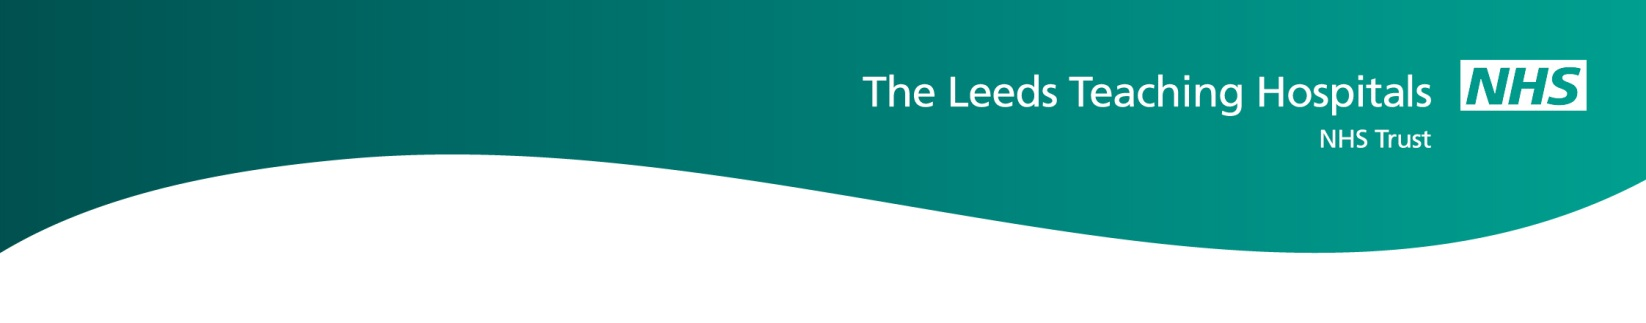 The Leeds Teaching Hospitals NHS
NHS Trust